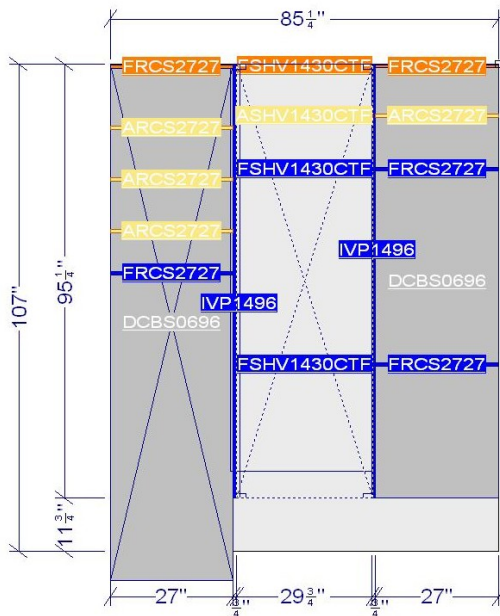 85 1/4"
FRCS2727 FSHV1430CTF FRCS2727
ARCS2727 ASHV1430CTF ARCS2727
FSHV1430CTF FRCS2727
ARCS2727
ARCS2727
IVP1496
FRCS2727
DCBS0696
IVP1496
DCBS0696
FSHV1430CTF FRCS2727
107"
95 1/4"
11 3/4"
27" 3/4" 29 3/4" 3/4" 27"